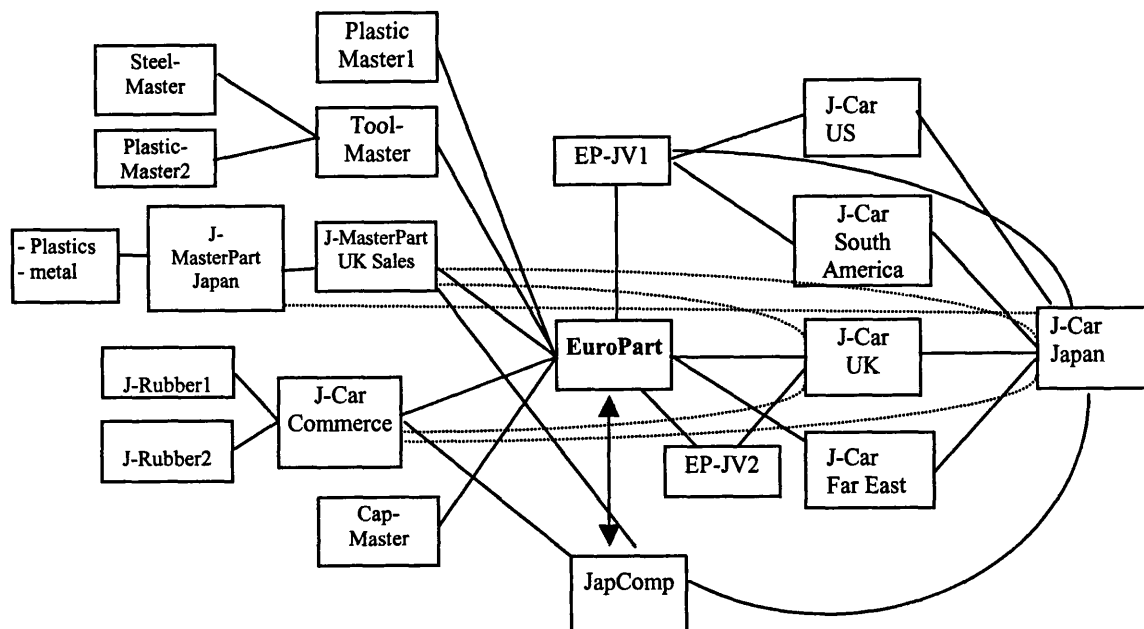 Plastic
Master1
Steel-
Master
Tool-
Master
Plastic-
Master2
J-Car
US
EP-JV1
J-Car
South
America
- Plastics
- metal
J-
MasterPart
Japan
J-MasterPart
UK Sales
EuroPart
J-Car
UK
J-Car
Japan
J-Rubber1
J-Rubber2
J-Car
Commerce
EP-JV2
J-Car
Far East
Cap-
Master
JapComp